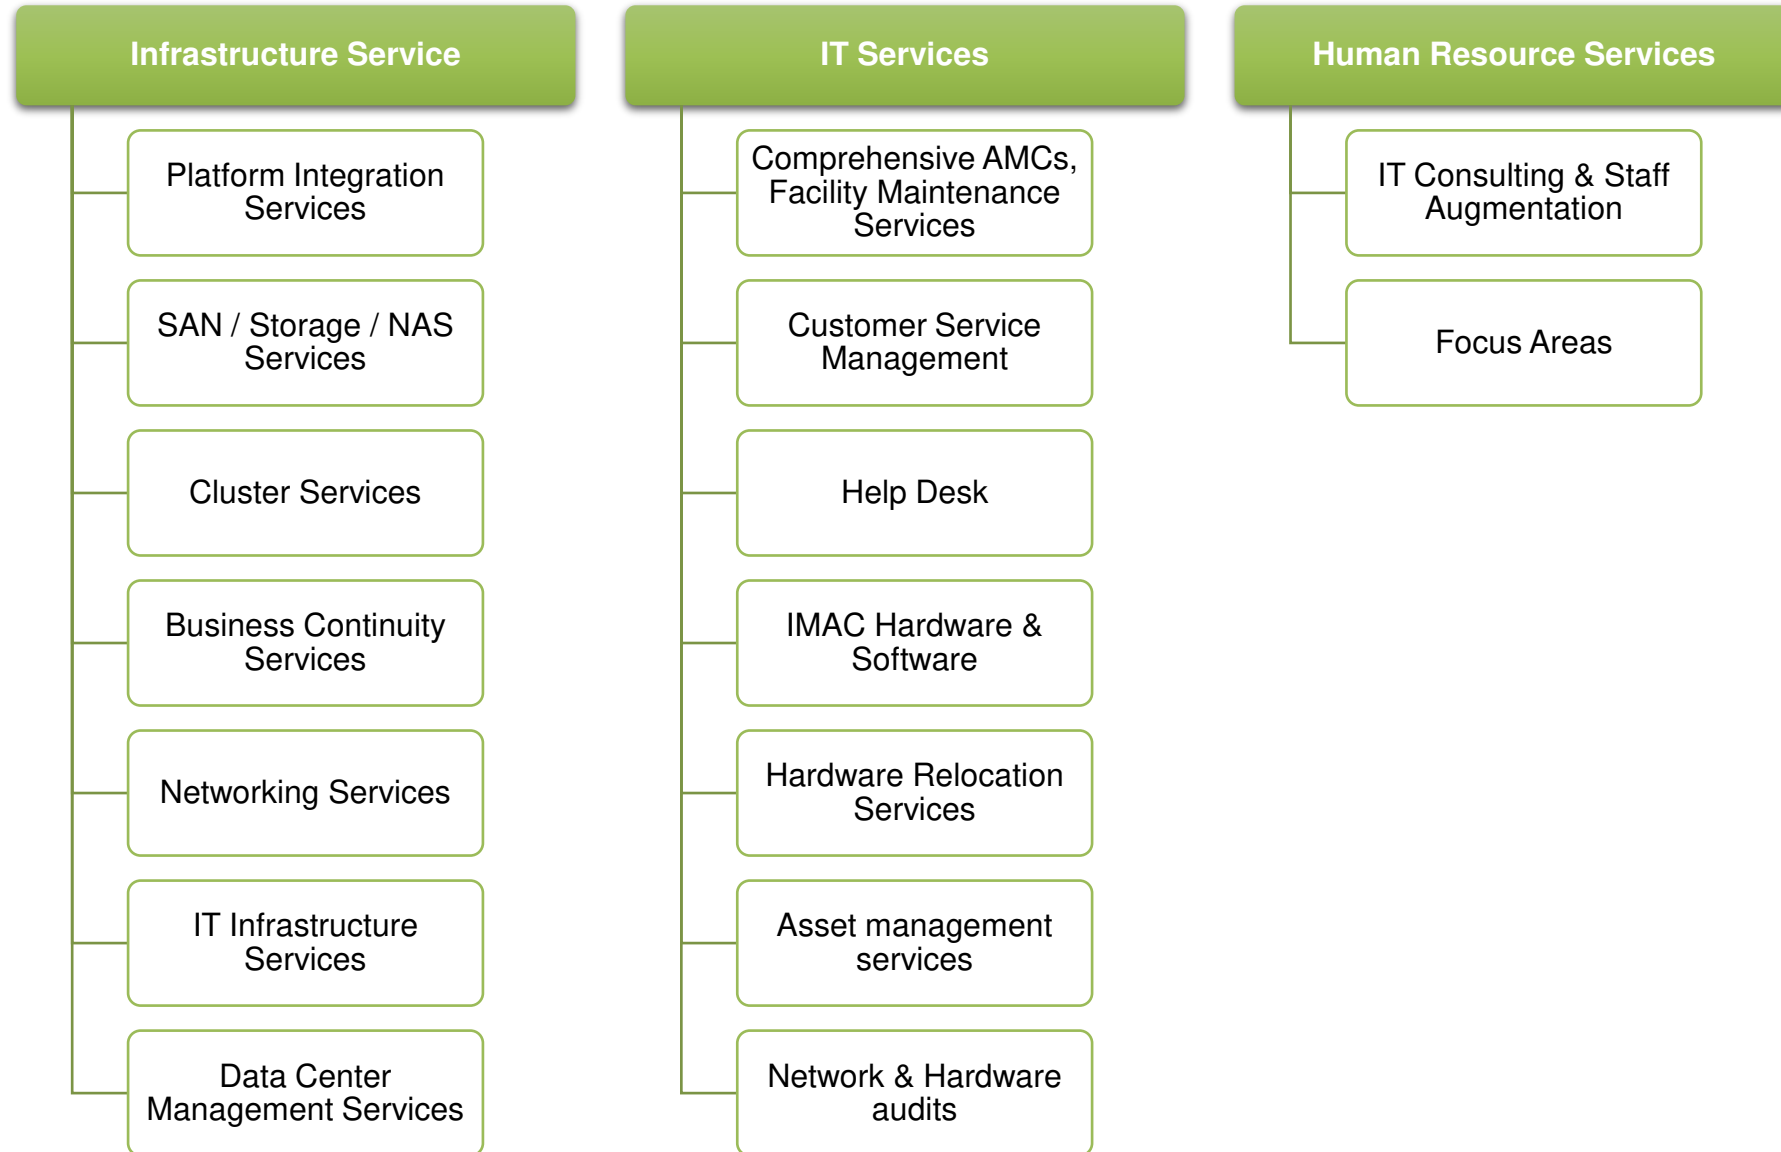 Infrastructure Service
Platform Integration
Services
SAN / Storage / NAS
Services
Cluster Services
Business Continuity
Services
Networking Services
IT Infrastructure
Services
Data Center
Management Services
IT Services
Comprehensive AMCs,
Facility Maintenance
Services
Customer Service
Management
Help Desk
IMAC Hardware &
Software
Hardware Relocation
Services
Asset management
services
Network & Hardware
audits
Human Resource Services
IT Consulting & Staff
Augmentation
Focus Areas